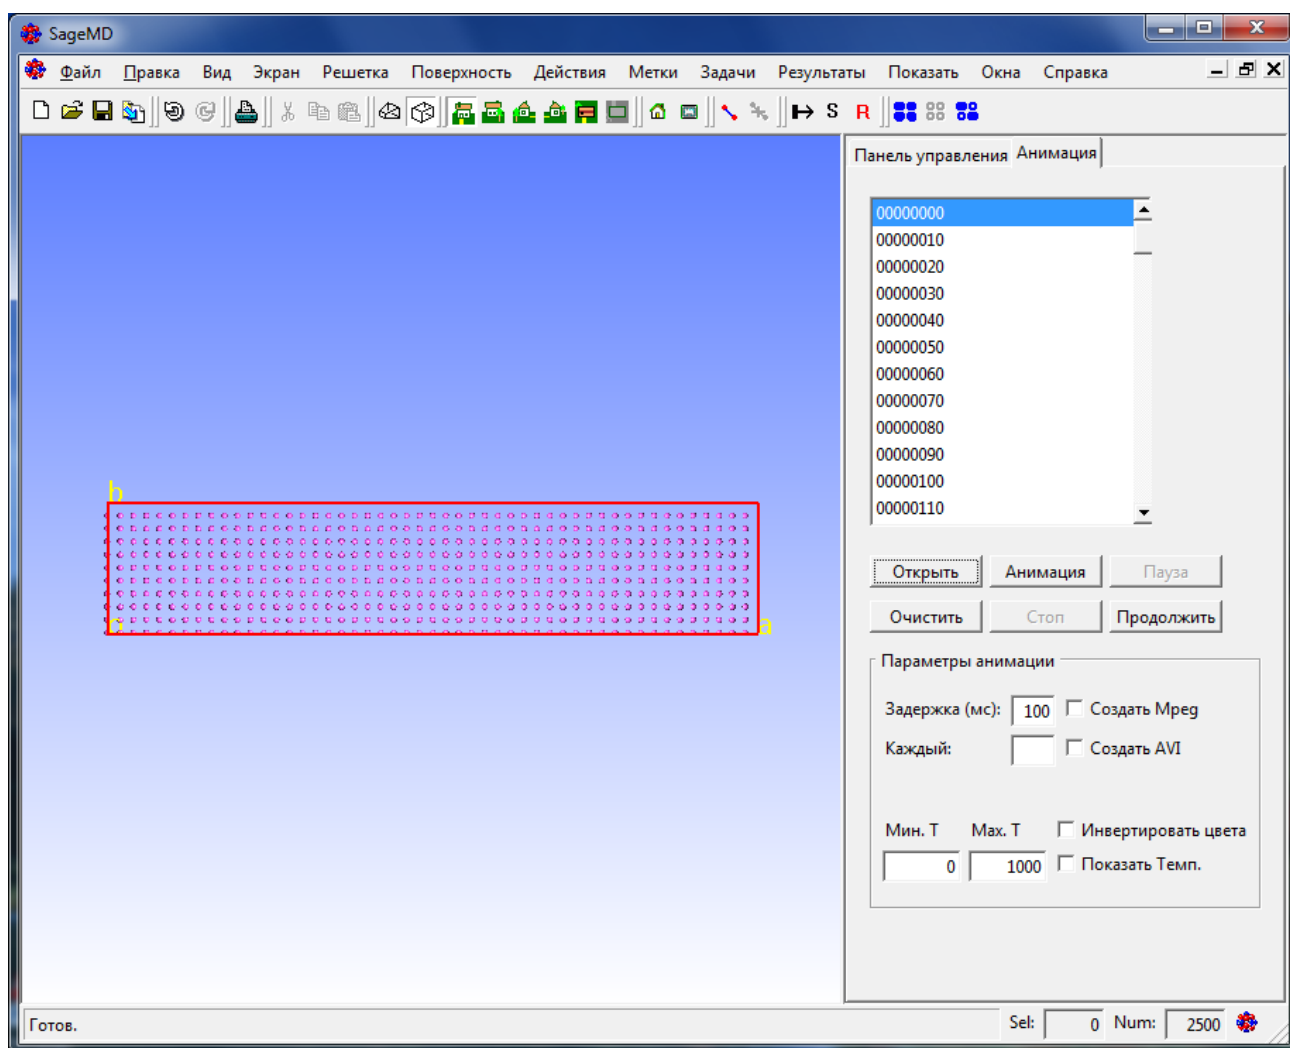 SageMD
Файл Правка Вид Экран Решетка Поверхность Действия Метки Задачи Результаты Показать Окна Справка
S R
Панель управления Анимация
00000000
00000010
00000020
00000030
00000040
00000050
00000060
00000070
00000080
00000090
00000100
00000110
b
a
Открыть Анимация Пауза
Очистить Стоп Продолжить
Параметры анимации
Задержка (мс): 100 Создать Mpeg
Каждый: Создать AVI
Мин. Т Мах. Т Инвертировать цвета
0 1000 Показать Темп.
Готов. Sel: 0 Num: 2500